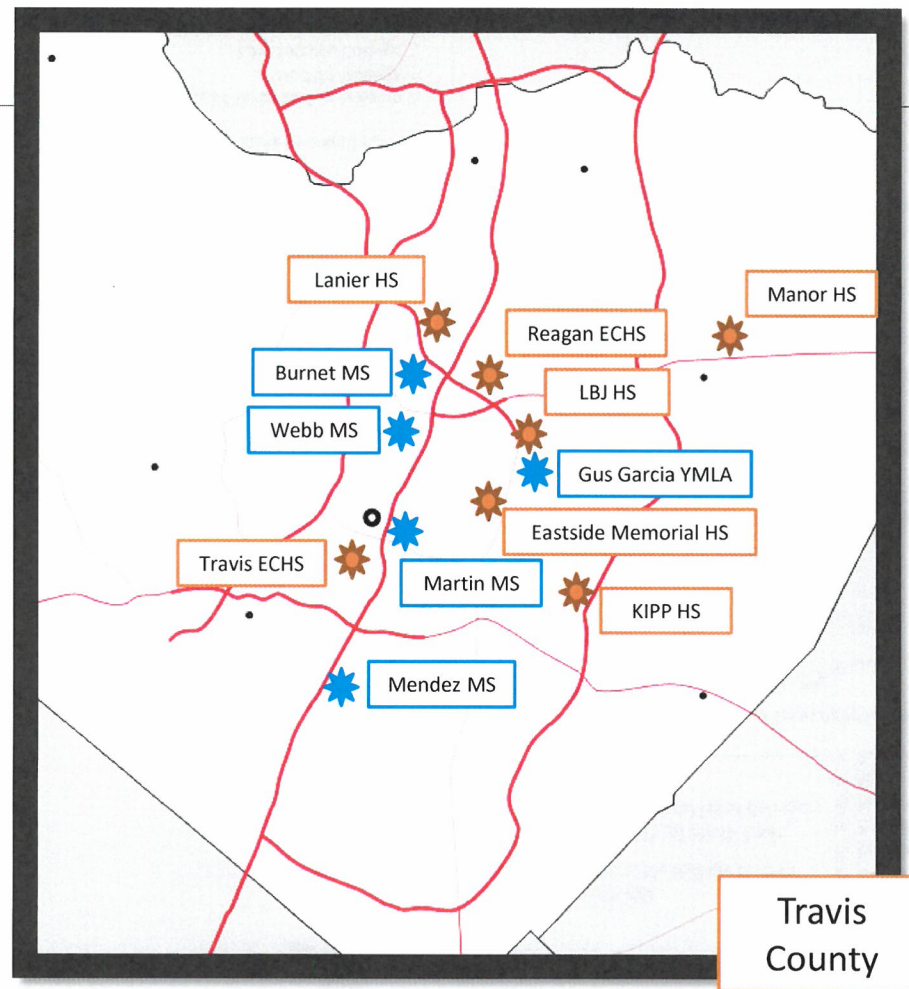 Lanier HS
Manor HS
Reagan ECHS
Burnet MS
LBJ HS
Webb MS
Gus Garcia YMLA
Eastside Memorial HS
Travis ECHS
Martin MS
KIPP HS
Mendez MS
Travis
County